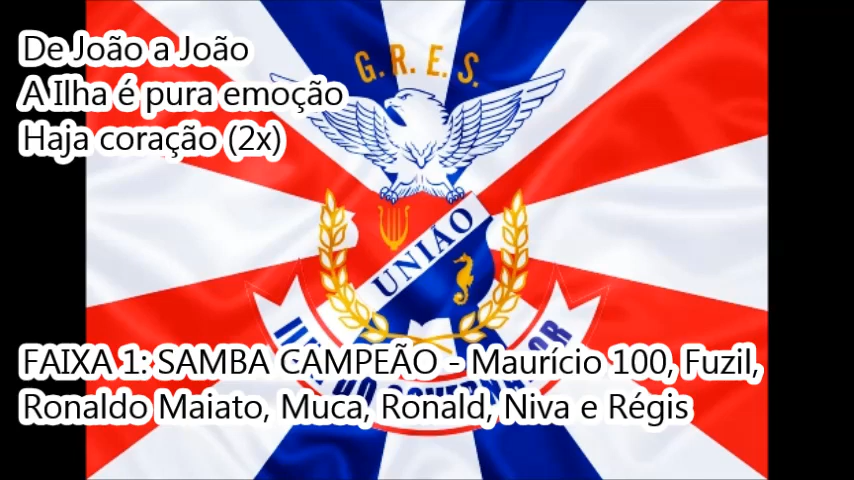 De João a João
A Ilha é pura emoção
Haja coração (2x)
G.R.E.S.
UNIÃO
FAIXA 1: SAMBA CAMPEÃO - Maurício 100, Fuzil,
Ronaldo Maiato, Muca, Ronald, Niva e Régis